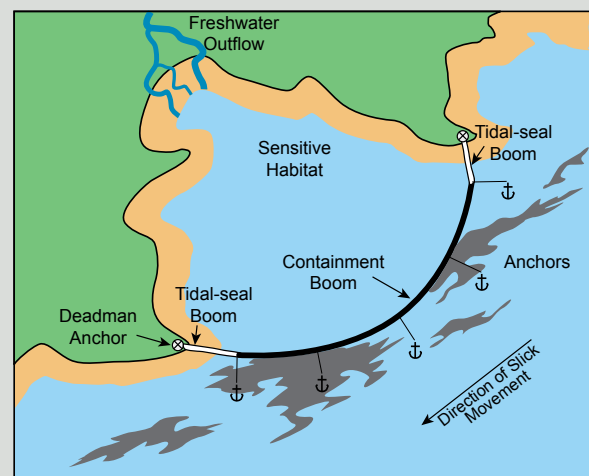 Freshwater
Outflow
Tidal-seal
Boom
Sensitive
Habitat
Containment
Boom
Anchors
Tidal-seal
Boom
Deadman
Anchor
Direction of Slick
Movement